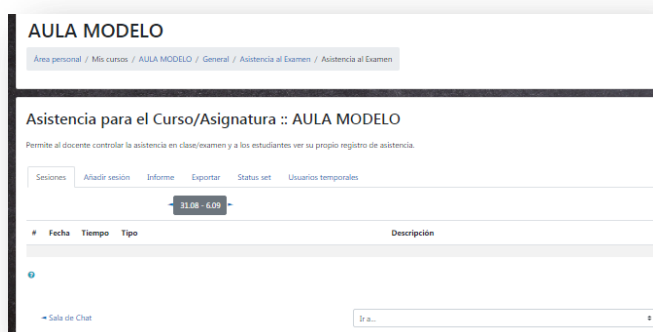 AULA MODELO
Área personal / Mis cursos / AULA MODELO / General / Asistencia al Examen / Asistencia al Examen
Asistencia para el Curso/Asignatura :: AULA MODELO
Permite al docente controlar la asistencia en clase/examen y a los estudiantes ver su propio registro de asistencia.
Sesiones Añadir sesión Informe Exportar Status set Usuarios temporales
31.08 - 6.09
# Fecha Tiempo Tipo Descripción
?
◄ Sala de Chat Ir a...